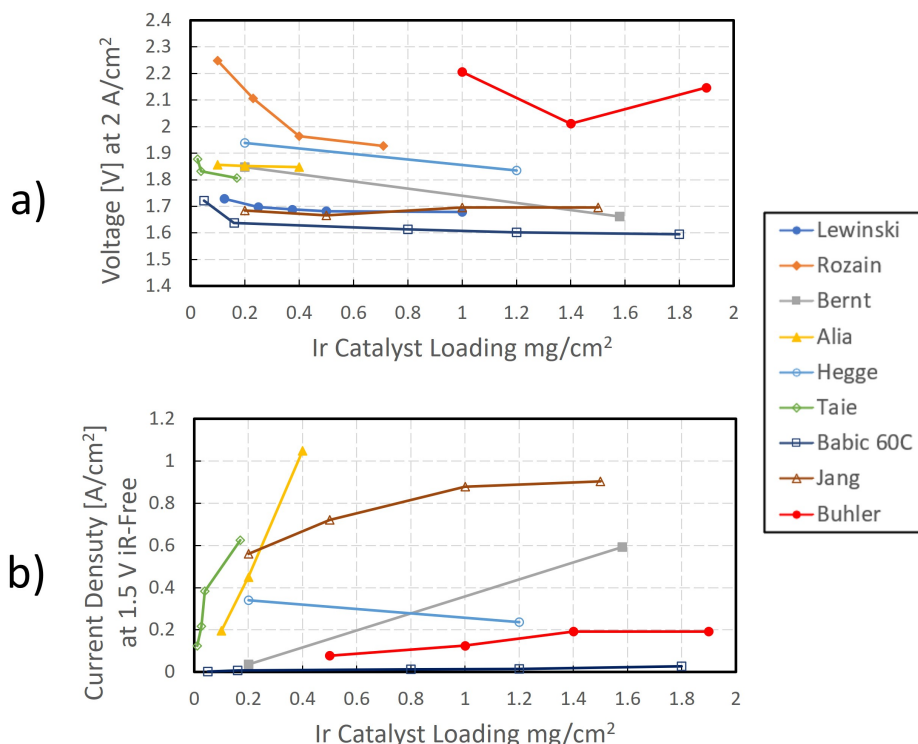 a)
Voltage [V] at 2 A/cm²
2.4
2.3
2.2
2.1
2
1.9
1.8
1.7
1.6
1.5
1.4
0 0.2 0.4 0.6 0.8 1 1.2 1.4 1.6 1.8 2
Ir Catalyst Loading mg/cm²
Lewinski
Rozain
Bernt
Alia
Hegge
Taie
Babic 60C
Jang
Buhler
b)
Current Densuty [A/cm²]
at 1.5 V iR-Free
1.2
1
0.8
0.6
0.4
0.2
0
0 0.2 0.4 0.6 0.8 1 1.2 1.4 1.6 1.8 2
Ir Catalyst Loading mg/cm²